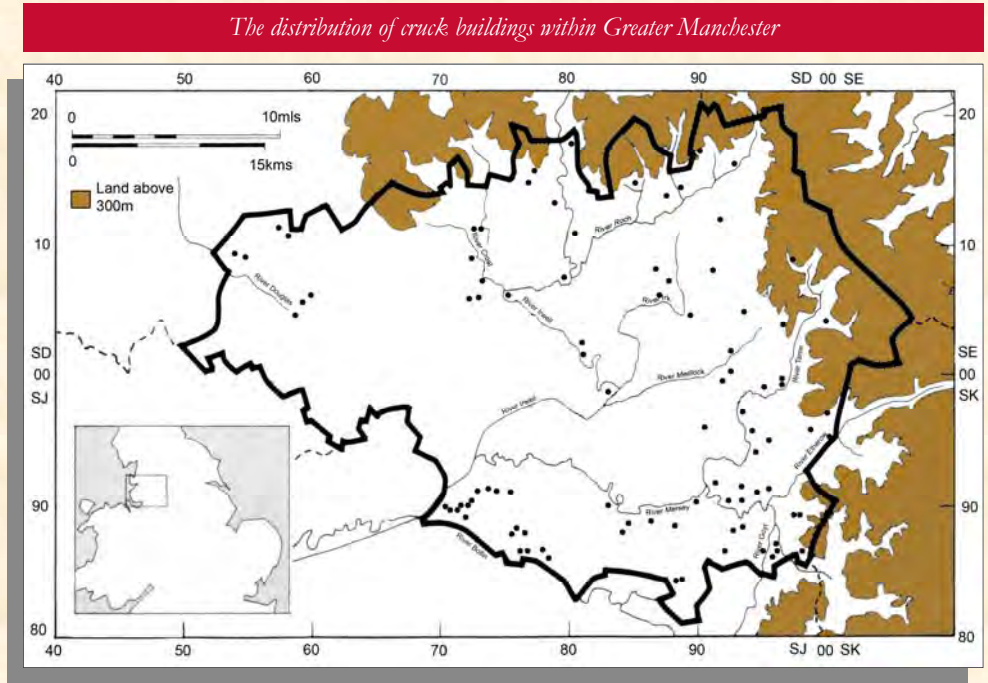 The distribution of cruck buildings within Greater Manchester
40 50 60 70 80 90 SD 00 SE
20 20
0 10mls
0 15kms
Land above
300m
10 10
River Roch
River Croal
River Douglas
River Irwell
River Irk
SD SE
00 00
SJ SK
River Tame
River Medlock
River Irwell
River Etherow
90 90
River Mersey
River Goyt
River Bollin
80 80
40 50 60 70 80 90 SJ 00 SK